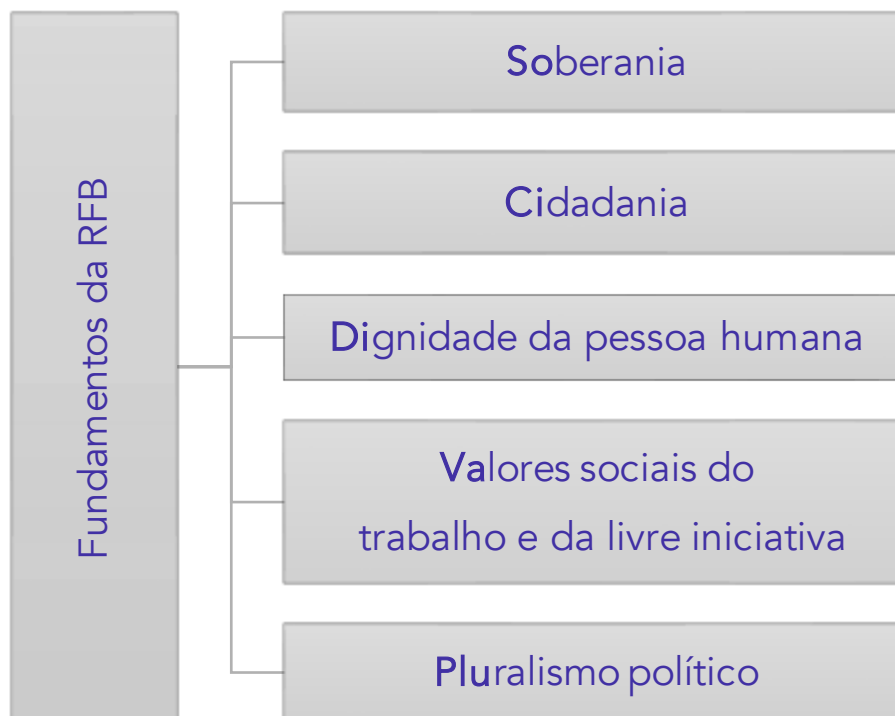 Fundamentos da RFB
Soberania
Cidadania
Dignidade da pessoa humana
Valores sociais do
trabalho e da livre iniciativa
Pluralismo político